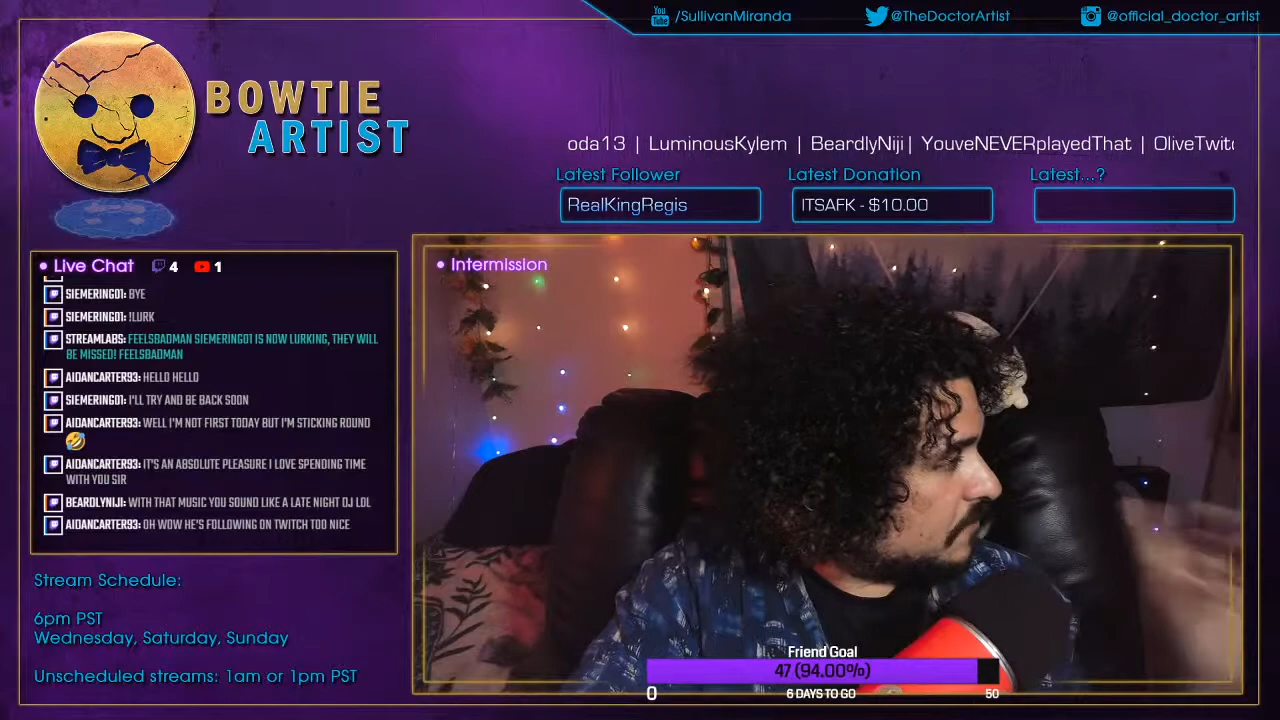 You Tube /SullivanMiranda
@TheDoctorArtist
@official_doctor_artist
BOWTIE
ARTIST
oda13 | LuminousKylem | BeardlyNiji | YouveNEVERplayedThat | OliveTwit
Latest Follower
RealKingRegis
Latest Donation
ITSAFK - $10.00
Latest...?
Live Chat 4 1
SIEMERING01: BYE
SIEMERING01: !LURK
STREAMLABS: FEELSBADMAN SIEMERING01 IS NOW LURKING, THEY WILL
BE MISSED! FEELSBADMAN
AIDANCARTER93: HELLO HELLO
SIEMERING01: I'LL TRY AND BE BACK SOON
AIDANCARTER93: WELL I'M NOT FIRST TODAY BUT I'M STICKING ROUND
🤣
AIDANCARTER93: IT'S AN ABSOLUTE PLEASURE I LOVE SPENDING TIME
WITH YOU SIR
BEARDLYNIJI: WITH THAT MUSIC YOU SOUND LIKE A LATE NIGHT DJ LOL
AIDANCARTER93: OH WOW HE'S FOLLOWING ON TWITCH TOO NICE
Intermission
Stream Schedule:
6pm PST
Wednesday, Saturday, Sunday
Unscheduled streams: 1am or 1pm PST
Friend Goal
47 (94.00%)
0 6 DAYS TO GO 50